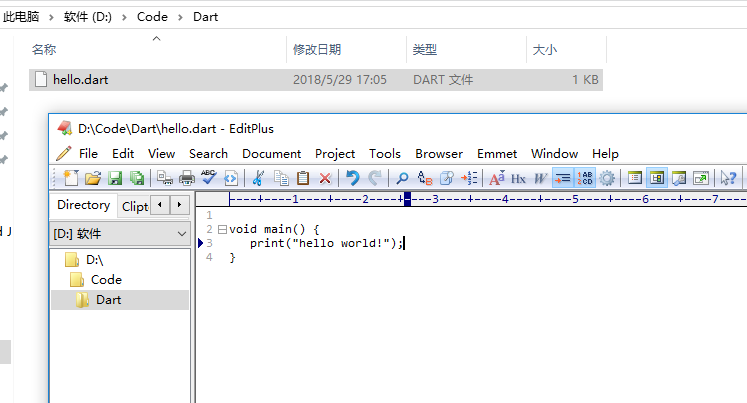 此电脑 > 软件 (D:) > Code > Dart
名称 修改日期 类型 大小
hello.dart 2018/5/29 17:05 DART 文件 1 KB
D:\Code\Dart\hello.dart - EditPlus
File Edit View Search Document Project Tools Browser Emmet Window Help
Directory Clipt
----+----1----+----2----+----3----+----4----+----5----+----6----+----7
[D:] 软件
D:\
Code
Dart
1
2 void main() {
3 print("hello world!");
4 }